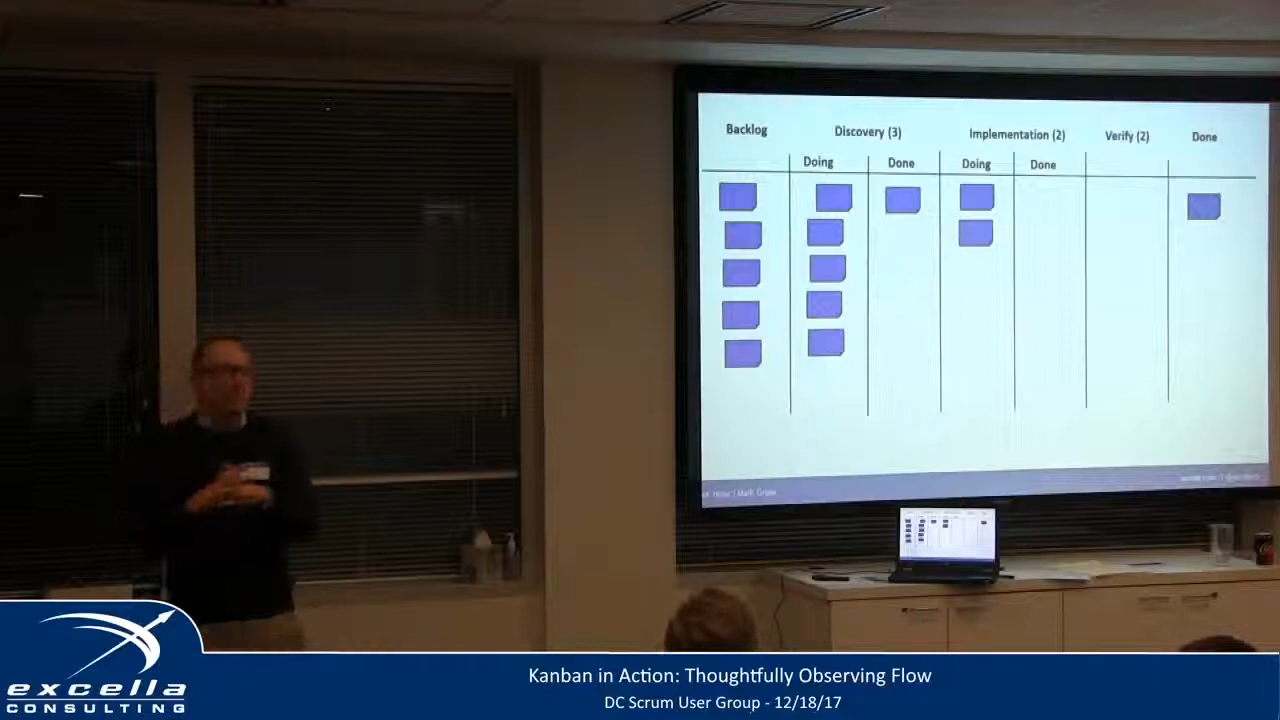 Backlog
Discovery (3)
Implementation (2)
Verify (2)
Done
Doing
Done
Doing
Done
excella
CONSULTING
Kanban in Action: Thoughtfully Observing Flow
DC Scrum User Group - 12/18/17